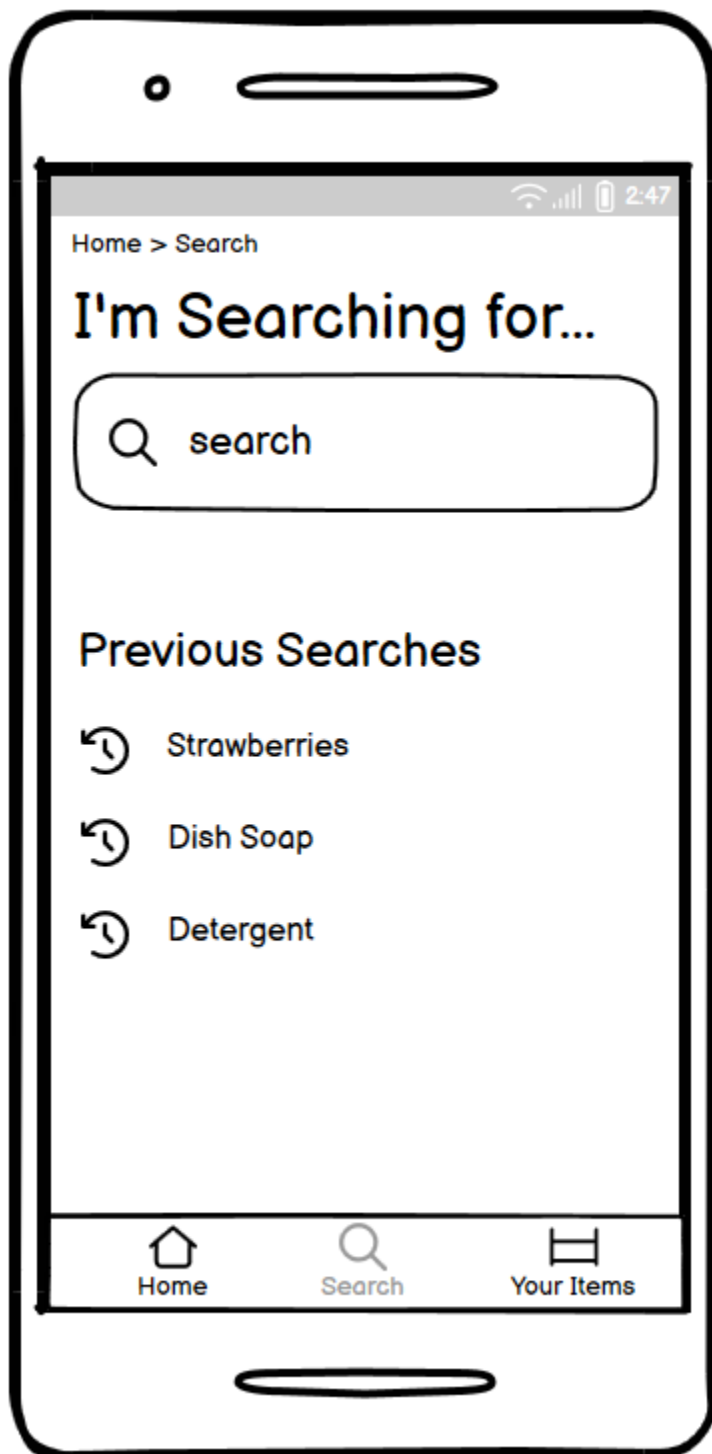 2:47
Home > Search
I'm Searching for...
search
Previous Searches
Strawberries
Dish Soap
Detergent
Home Search Your Items